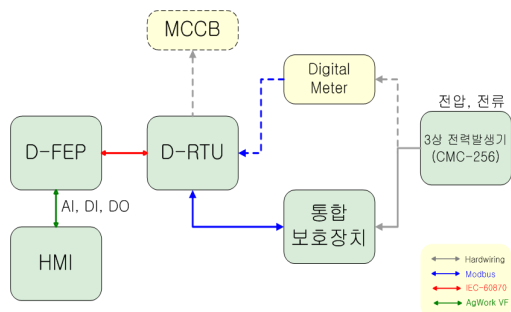 MCCB
Digital
Meter
전압, 전류
3상 전력발생기
(CMC-256)
D-FEP
D-RTU
AI, DI, DO
통합
보호장치
HMI
Hardwiring
Modbus
IEC-60870
AgWork VF